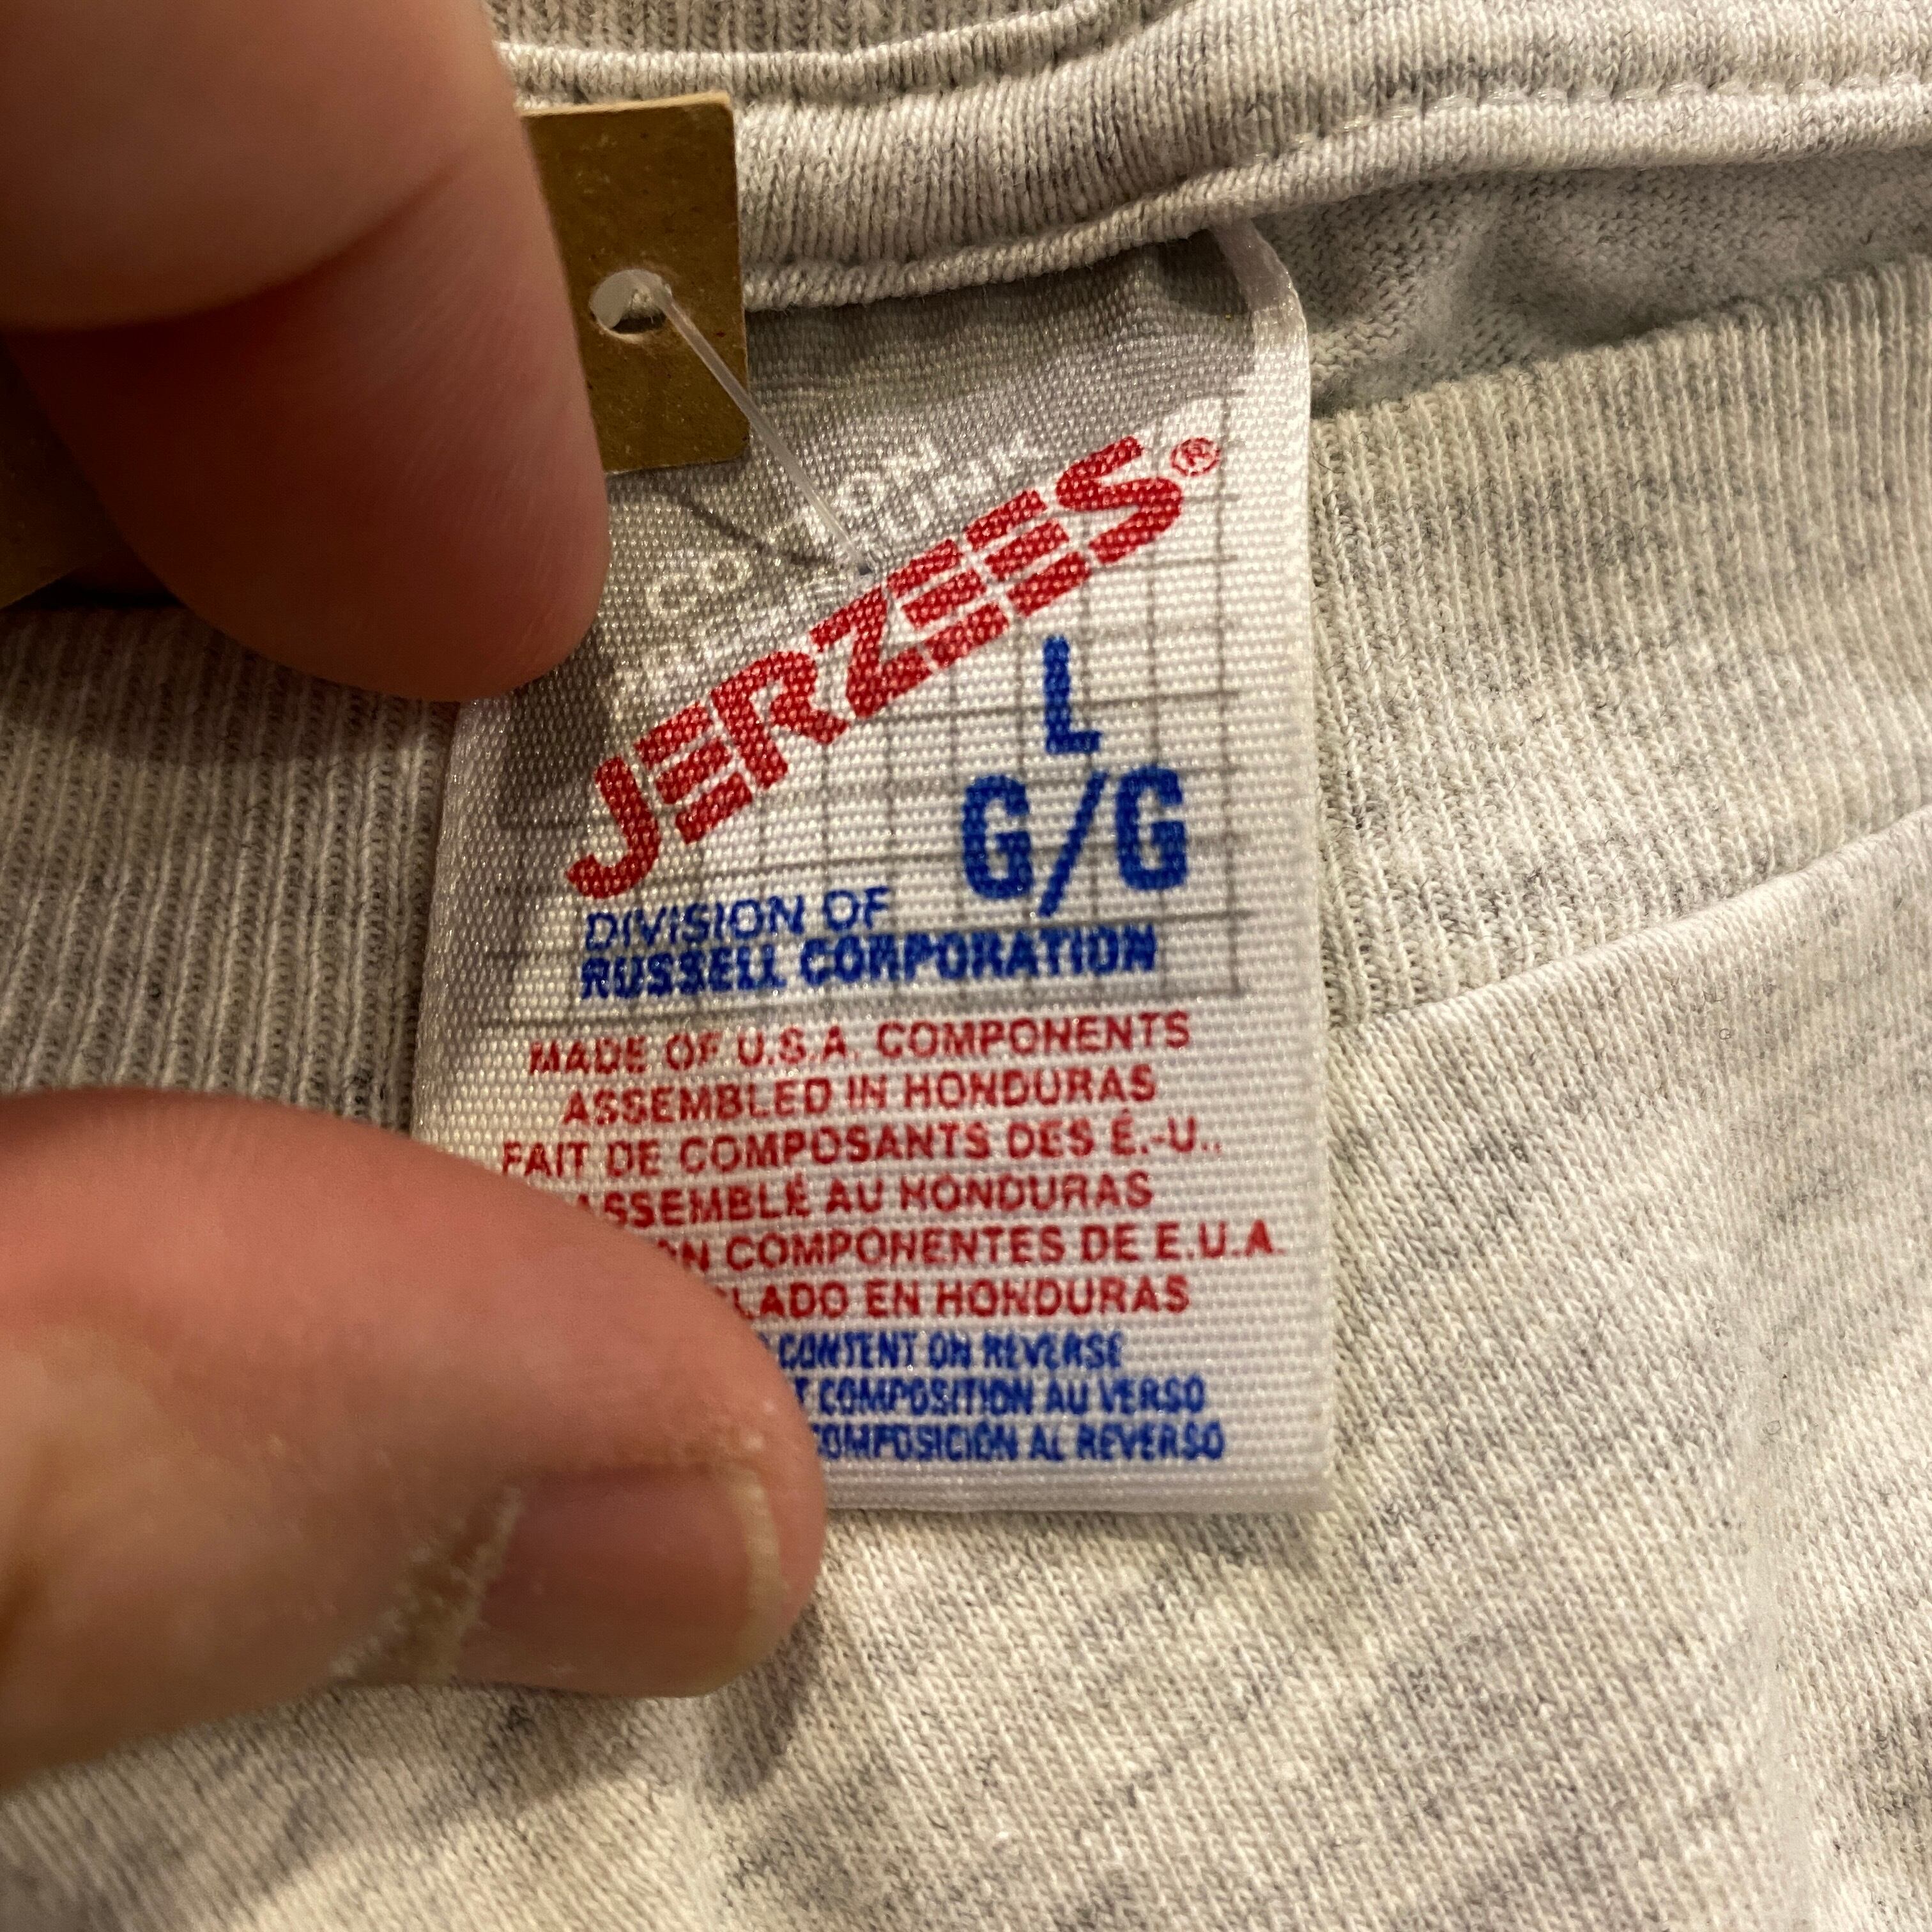 JERZEES®
L
G/G
DIVISION OF
RUSSELL CORPORATION
MADE OF U.S.A. COMPONENTS
ASSEMBLED IN HONDURAS
FAIT DE COMPOSANTS DES É.-U..
ASSEMBLÉ AU HONDURAS
COMPONENTES DE E.U.A.
EN HONDURAS
CONTENT ON REVERSE
COMPOSITION AU VERSO
COMPOSICIÓN AL REVERSO